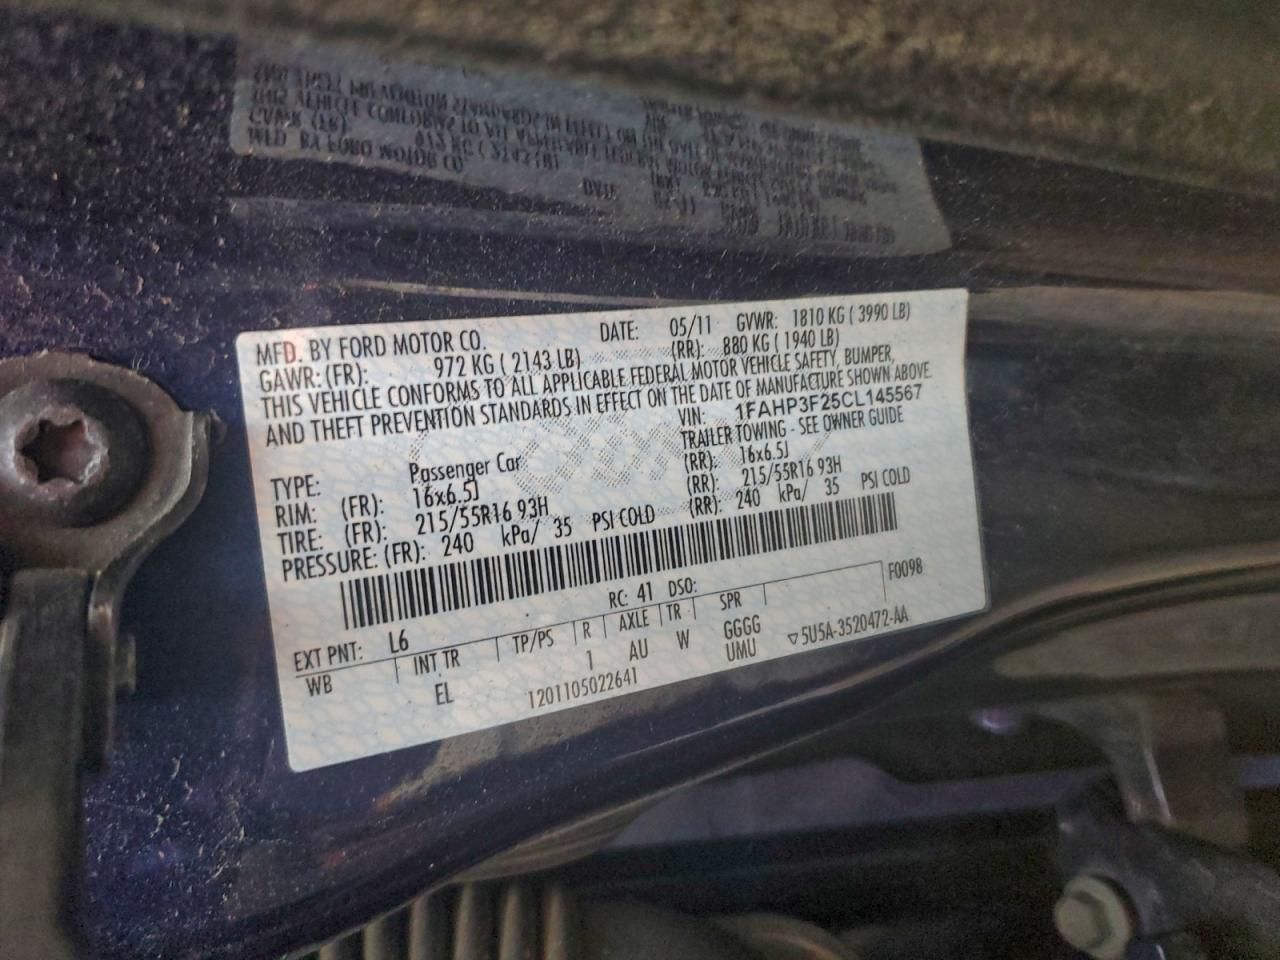 MFD. BY FORD MOTOR CO. DATE: 05/11 GVWR: 1810 KG ( 3990 LB)
GAWR: (FR): 972 KG ( 2143 LB) (RR): 880 KG ( 1940 LB)
THIS VEHICLE CONFORMS TO ALL APPLICABLE FEDERAL MOTOR VEHICLE SAFETY, BUMPER,
AND THEFT PREVENTION STANDARDS IN EFFECT ON THE DATE OF MANUFACTURE SHOWN ABOVE.
VIN: 1FAHP3F25CL145567
TYPE: Passenger Car TRAILER TOWING - SEE OWNER GUIDE
RIM: (FR): 16x6.5J (RR): 16x6.5J
TIRE: (FR): 215/55R16 93H (RR): 215/55R16 93H
PRESSURE: (FR): 240 kPa/ 35 PSI COLD (RR): 240 kPa/ 35 PSI COLD
EXT PNT: L6 RC: 41 DSO: F0098
WB INT TR TP/PS R AXLE TR SPR
EL 1 AU W GGGG
1201105022641 UMU ▽5U5A-3520472-AA